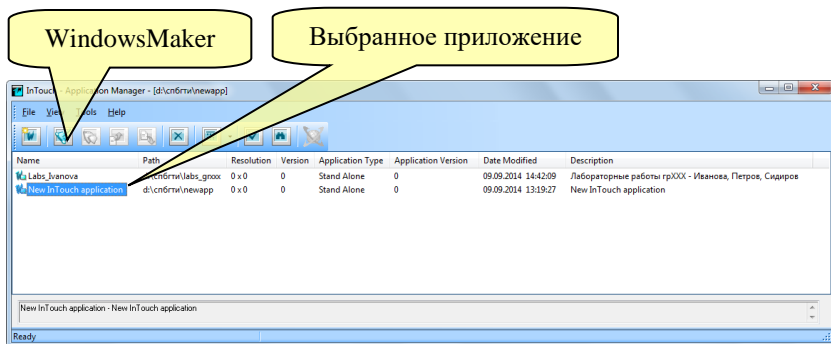 WindowsMaker
Выбранное приложение
InTouch - Application Manager - [d:\спбгти\newapp]
File View Tools Help
Name Path Resolution Version Application Type Application Version Date Modified Description
Labs_Ivanova d:\спбгти\labs_grxxx 0 x 0 0 Stand Alone 0 09.09.2014 14:42:09 Лабораторные работы грXXX - Иванова, Петров, Сидиров
New InTouch application d:\спбгти\newapp 0 x 0 0 Stand Alone 0 09.09.2014 13:19:27 New InTouch application
New InTouch application - New InTouch application
Ready